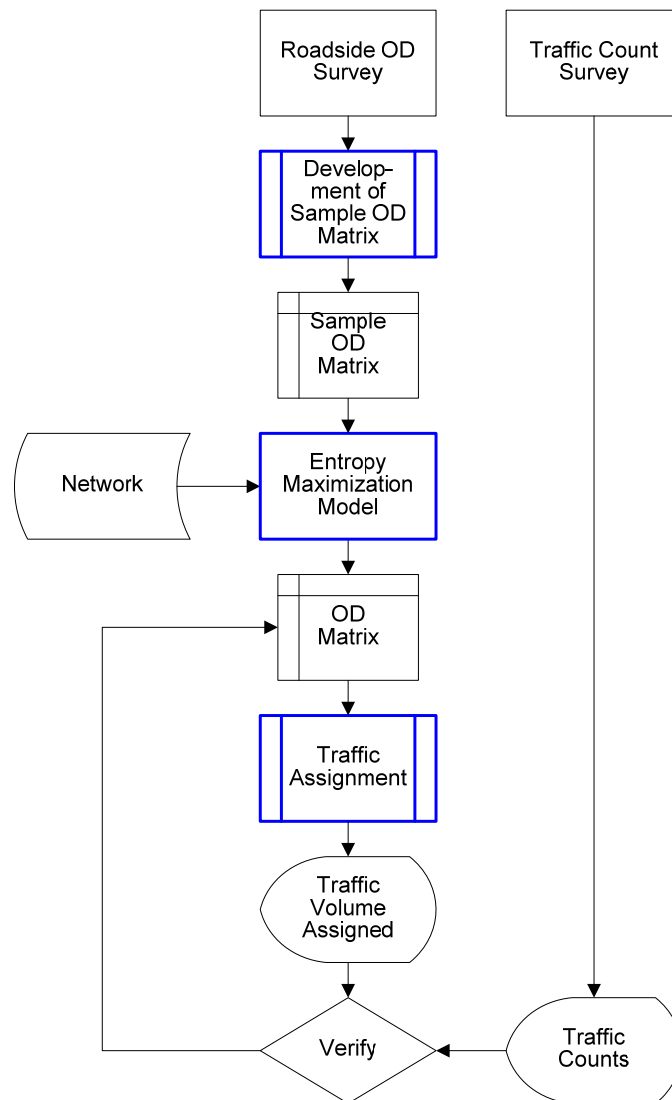 Roadside OD
Survey
Traffic Count
Survey
Develop-
ment of
Sample OD
Matrix
Sample
OD
Matrix
Network
Entropy
Maximization
Model
OD
Matrix
Traffic
Assignment
Traffic
Volume
Assigned
Verify
Traffic
Counts